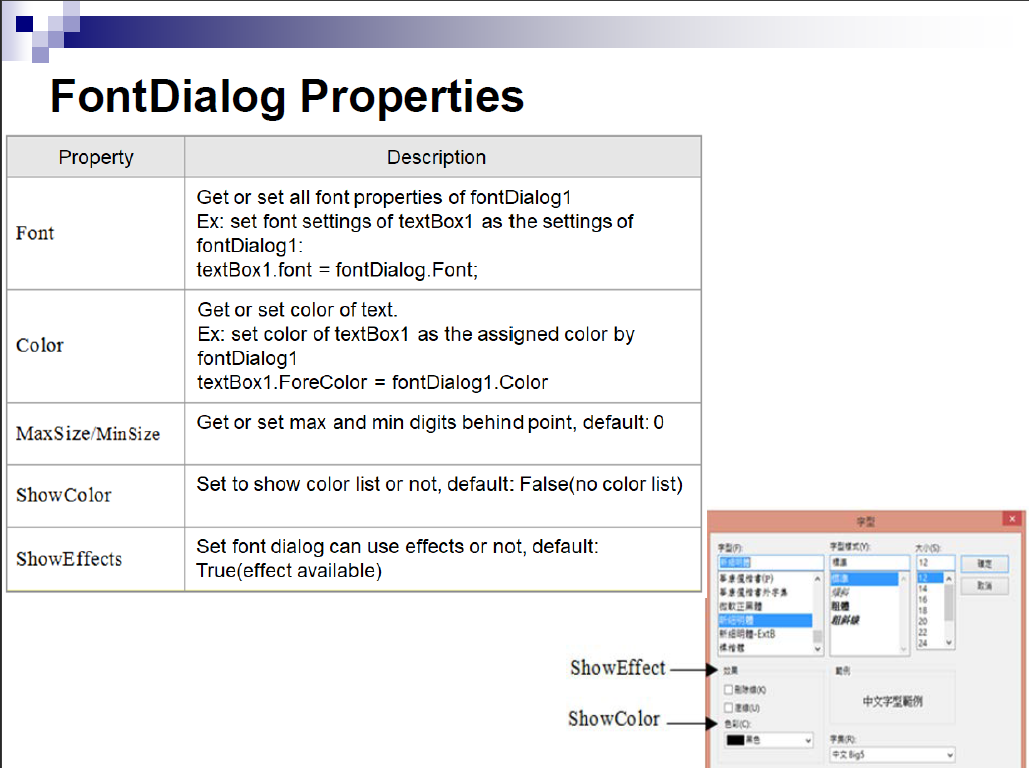 FontDialog Properties
Property Description
Font
Get or set all font properties of fontDialog1
Ex: set font settings of textBox1 as the settings of
fontDialog1:
textBox1.font = fontDialog.Font;
Color
Get or set color of text.
Ex: set color of textBox1 as the assigned color by
fontDialog1
textBox1.ForeColor = fontDialog1.Color
MaxSize/MinSize
Get or set max and min digits behind point, default: 0
ShowColor
Set to show color list or not, default: False(no color list)
ShowEffects
Set font dialog can use effects or not, default:
True(effect available)
ShowEffect
ShowColor
字型
字型(F):
新細明體
華康儷楷書(P)
華康儷楷書外字集
微軟正黑體
新細明體
新細明體-ExtB
標楷體
字型樣式(Y):
標準
標準
斜體
粗體
粗斜體
大小(S):
12
12
14
16
18
20
22
24
確定
取消
效果
刪除線(K)
底線(U)
色彩(C):
黑色
範例
中文字型範例
字集(R):
中文 Big5